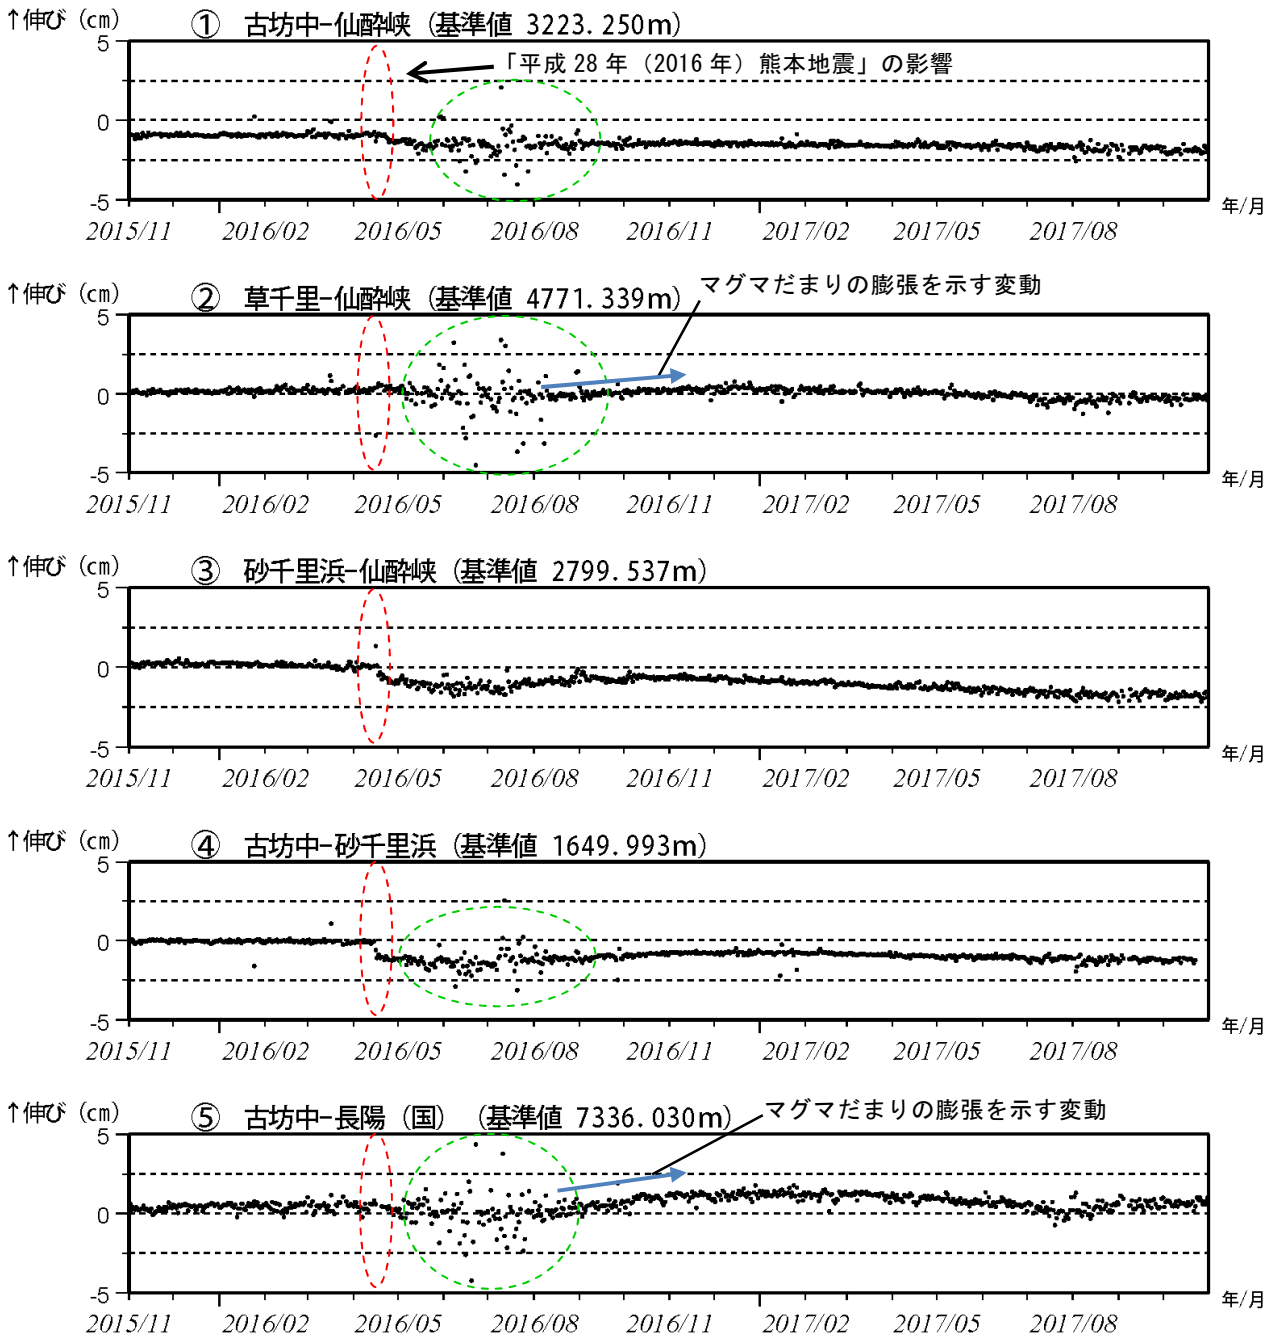 ↑伸び (cm) ① 古坊中−仙酔峡 (基準値 3223.250m)
「平成 28 年（2016 年）熊本地震」の影響
5
0
-5
年/月
2015/11 2016/02 2016/05 2016/08 2016/11 2017/02 2017/05 2017/08
↑伸び (cm) ② 草千里−仙酔峡 (基準値 4771.339m)
マグマだまりの膨張を示す変動
5
0
-5
年/月
2015/11 2016/02 2016/05 2016/08 2016/11 2017/02 2017/05 2017/08
↑伸び (cm) ③ 砂千里浜−仙酔峡 (基準値 2799.537m)
5
0
-5
年/月
2015/11 2016/02 2016/05 2016/08 2016/11 2017/02 2017/05 2017/08
↑伸び (cm) ④ 古坊中−砂千里浜 (基準値 1649.993m)
5
0
-5
年/月
2015/11 2016/02 2016/05 2016/08 2016/11 2017/02 2017/05 2017/08
↑伸び (cm) ⑤ 古坊中−長陽（国） (基準値 7336.030m)
マグマだまりの膨張を示す変動
5
0
-5
年/月
2015/11 2016/02 2016/05 2016/08 2016/11 2017/02 2017/05 2017/08